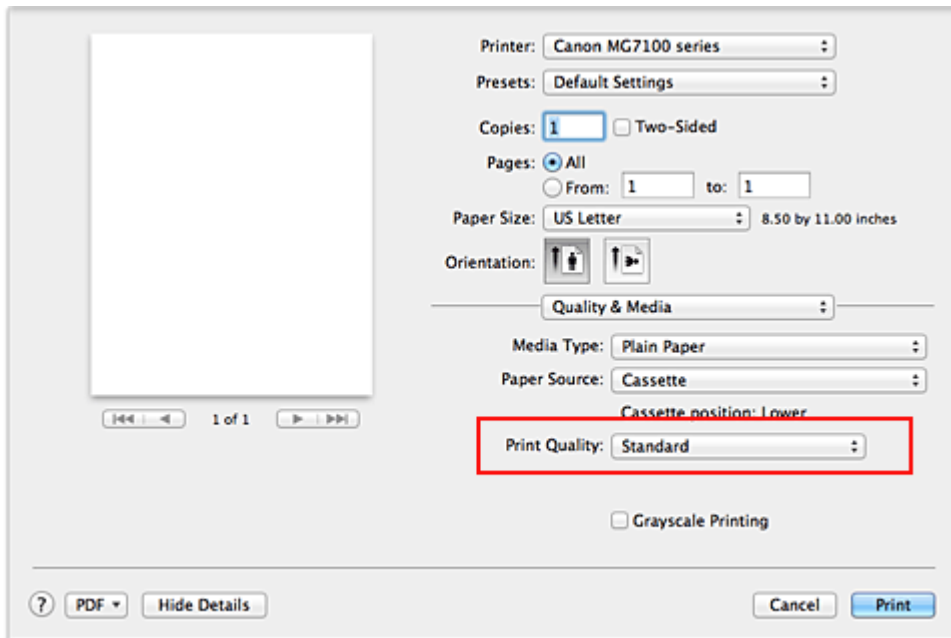 Printer: Canon MG7100 series
Presets: Default Settings
Copies: 1 Two-Sided
Pages: All
From: 1 to: 1
Paper Size: US Letter 8.50 by 11.00 inches
Orientation:
Quality & Media
Media Type: Plain Paper
Paper Source: Cassette
Cassette position: Lower
1 of 1
Print Quality: Standard
Grayscale Printing
? PDF Hide Details Cancel Print